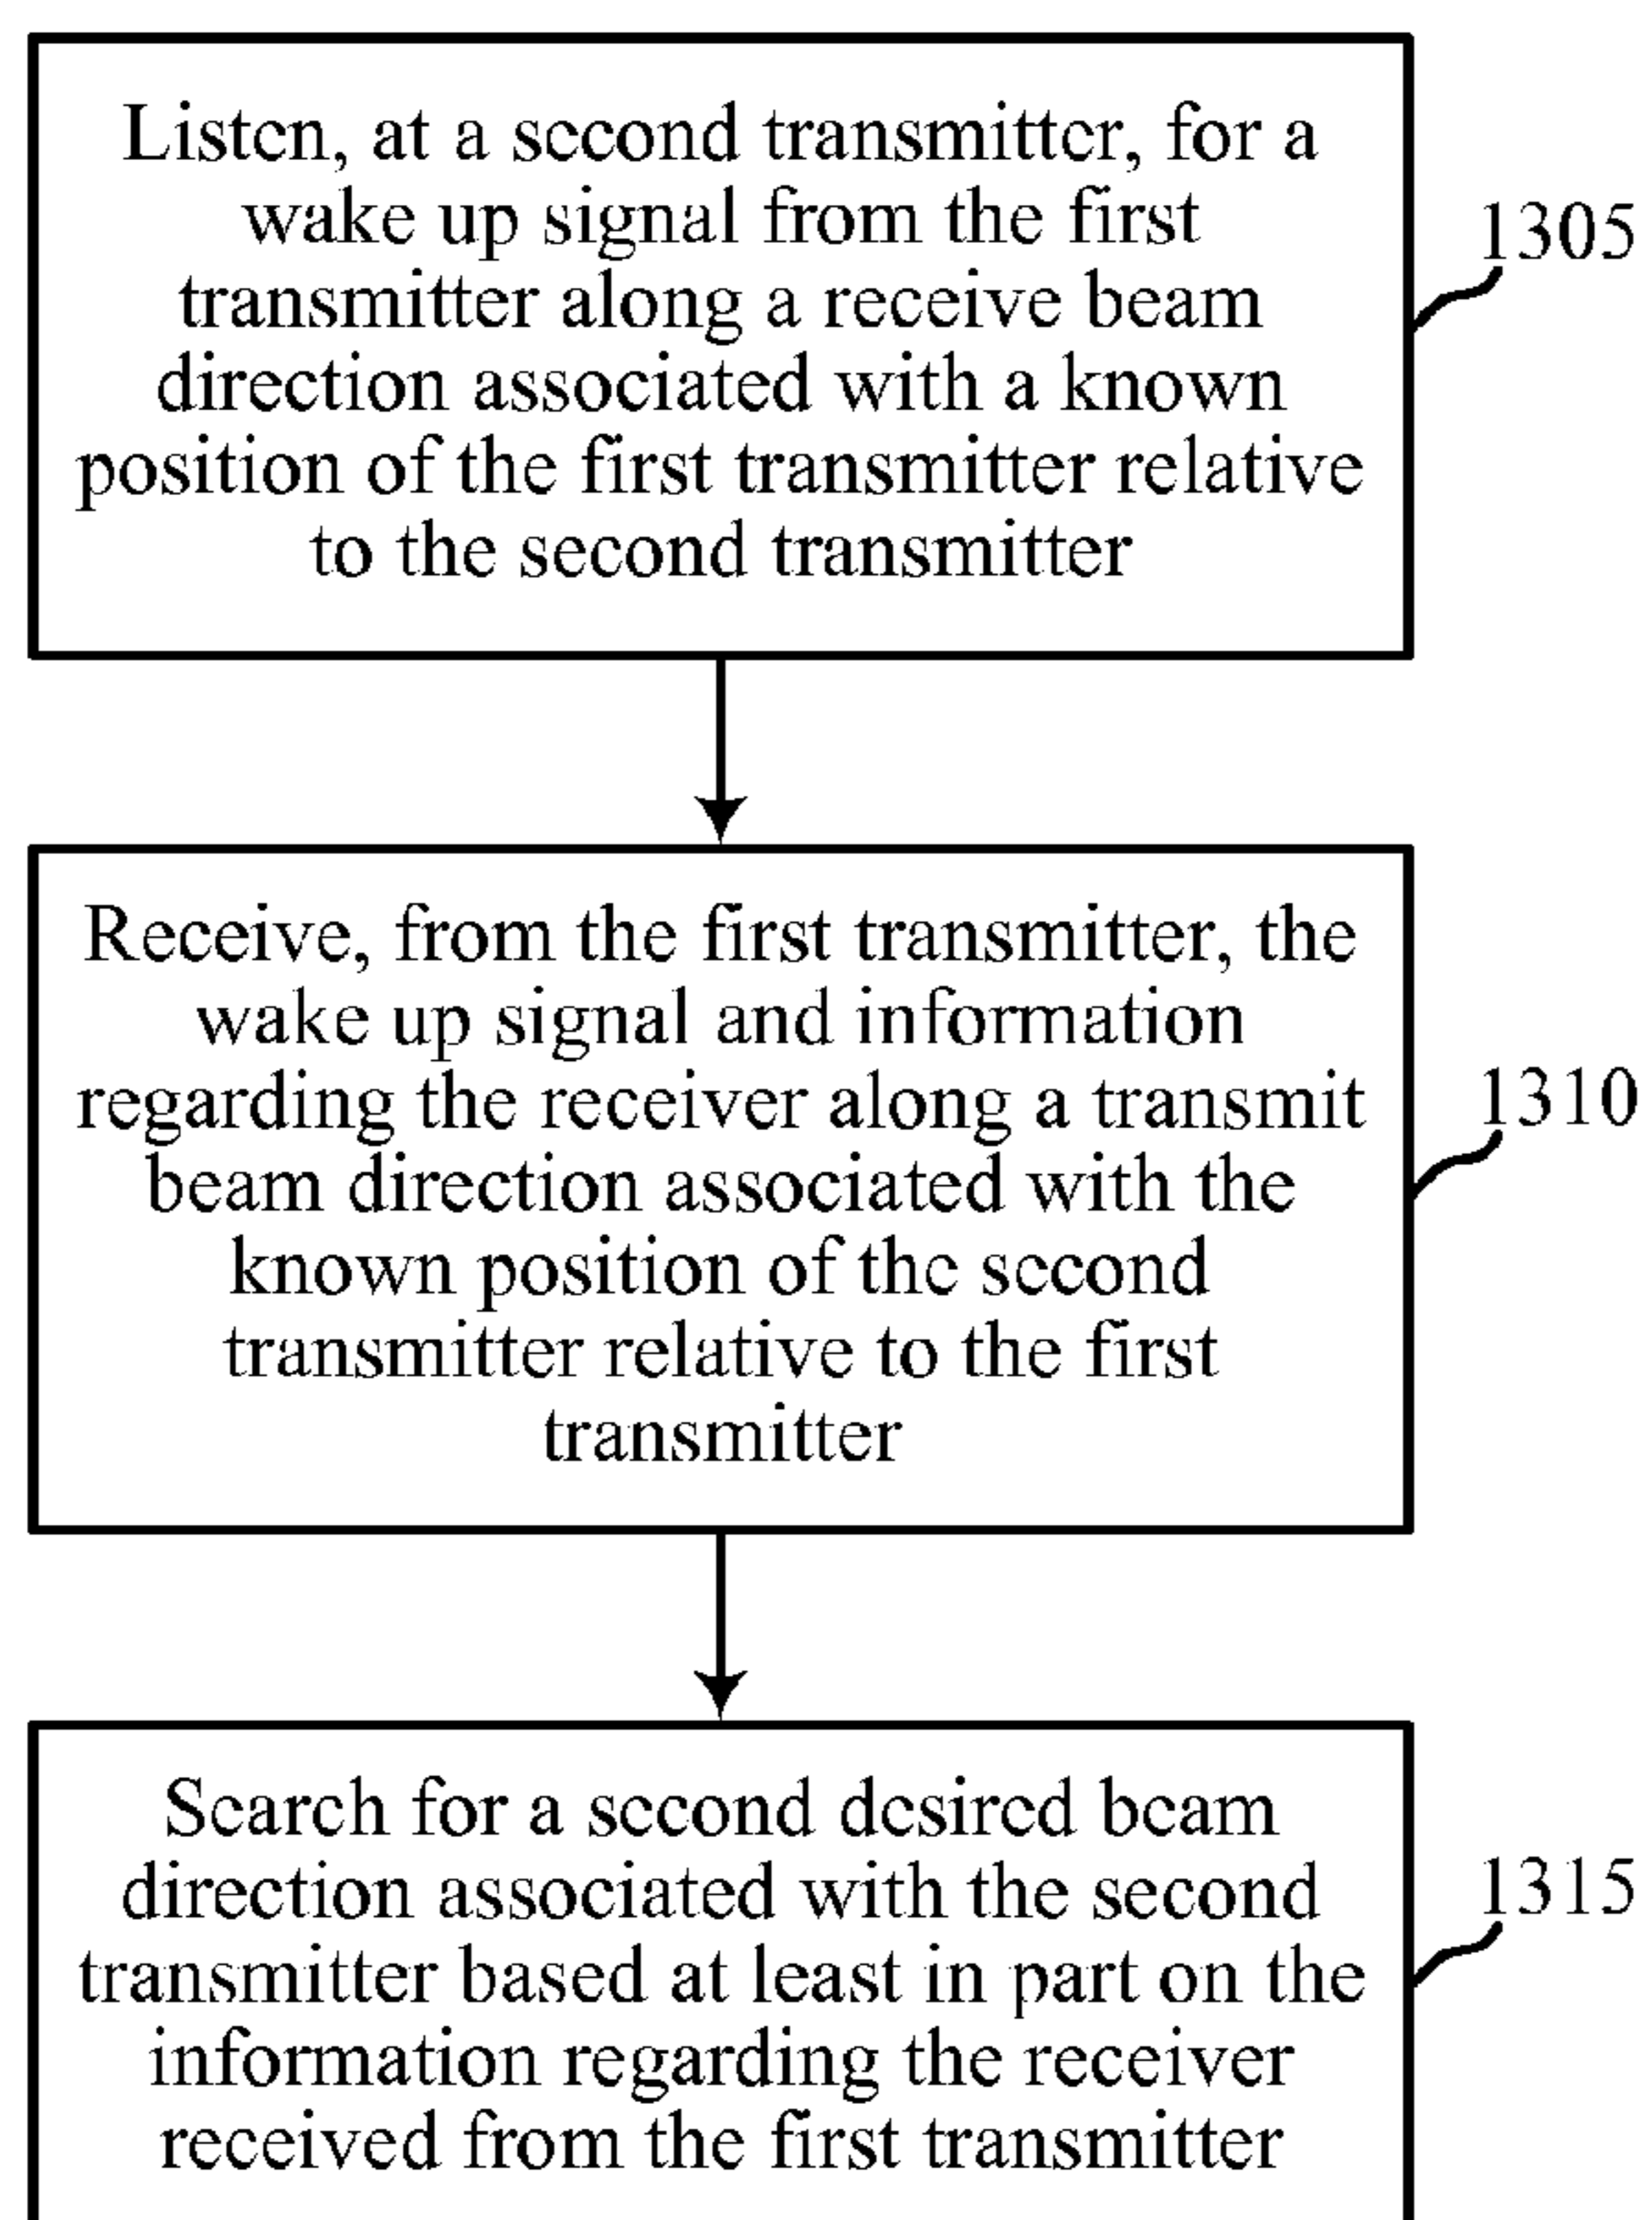 Listen, at a second transmitter, for a
wake up signal from the first
transmitter along a receive beam
direction associated with a known
position of the first transmitter relative
to the second transmitter
1305
Receive, from the first transmitter, the
wake up signal and information
regarding the receiver along a transmit
beam direction associated with the
known position of the second
transmitter relative to the first
transmitter
1310
Search for a second desired beam
direction associated with the second
transmitter based at least in part on the
information regarding the receiver
received from the first transmitter
1315